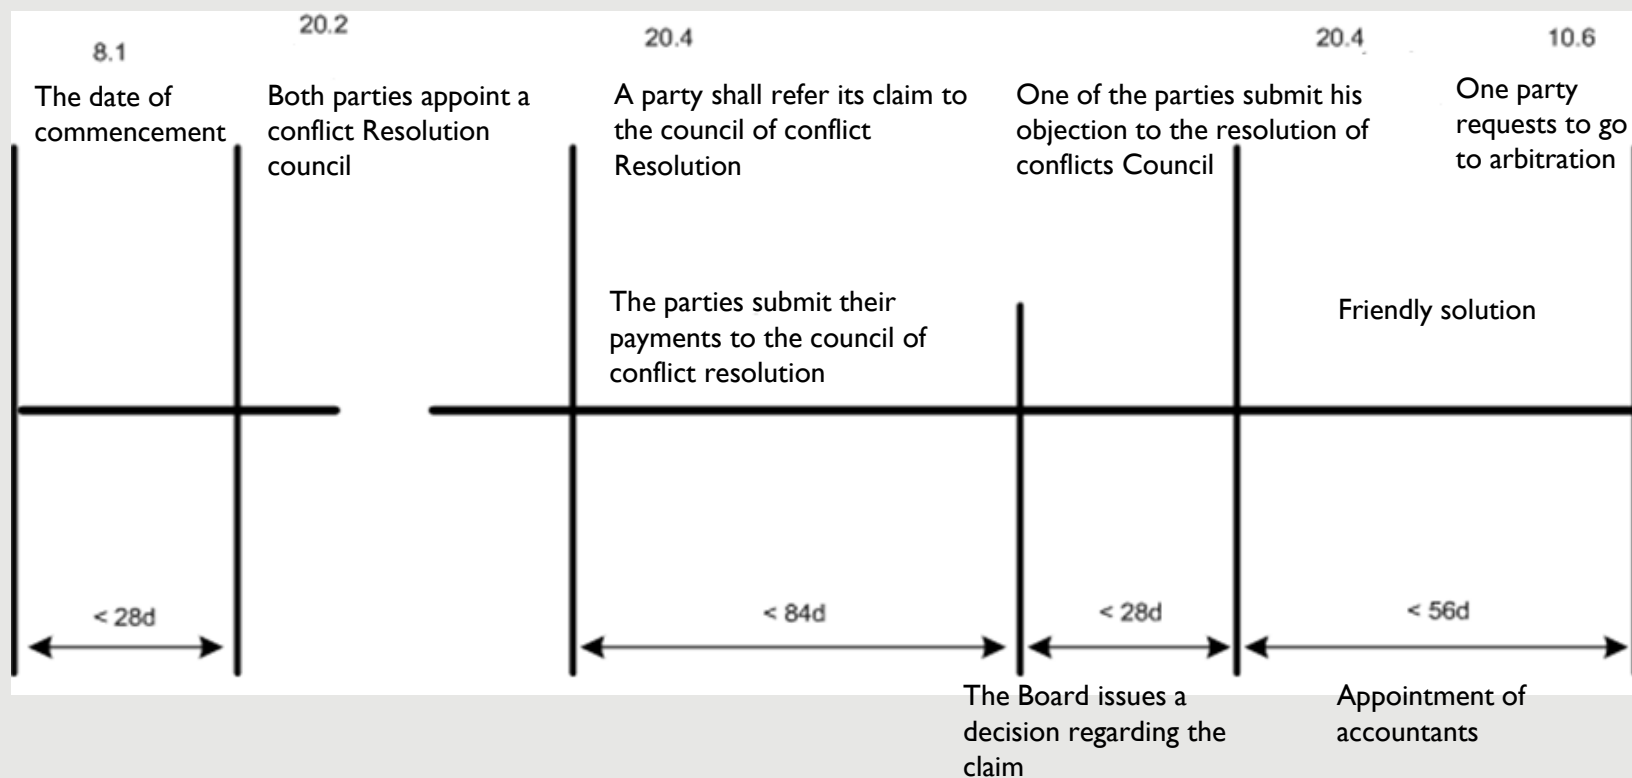 8.1
20.2
20.4
20.4
10.6
The date of
commencement
Both parties appoint a
conflict Resolution
council
A party shall refer its claim to
the council of conflict
Resolution
One of the parties submit his
objection to the resolution of
conflicts Council
One party
requests to go
to arbitration
The parties submit their
payments to the council of
conflict resolution
Friendly solution
< 28d
< 84d
< 28d
< 56d
The Board issues a
decision regarding the
claim
Appointment of
accountants